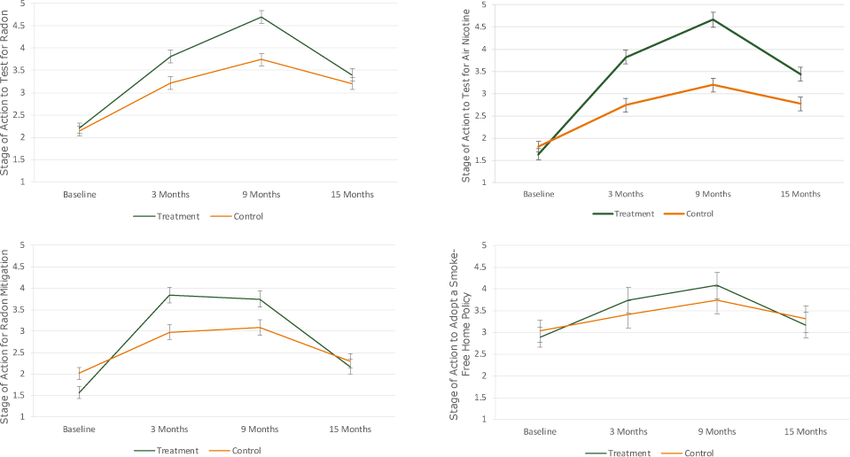 Stage of Action to Test for Radon
5
4.5
4
3.5
3
2.5
2
1.5
1
Baseline 3 Months 9 Months 15 Months
Treatment Control
Stage of Action to Test for Air Nicotine
5
4.5
4
3.5
3
2.5
2
1.5
1
Baseline 3 Months 9 Months 15 Months
Treatment Control
Stage of Action for Radon Mitigation
5
4.5
4
3.5
3
2.5
2
1.5
1
Baseline 3 Months 9 Months 15 Months
Treatment Control
Stage of Action to Adopt a Smoke-
Free Home Policy
5
4.5
4
3.5
3
2.5
2
1.5
1
Baseline 3 Months 9 Months 15 Months
Treatment Control